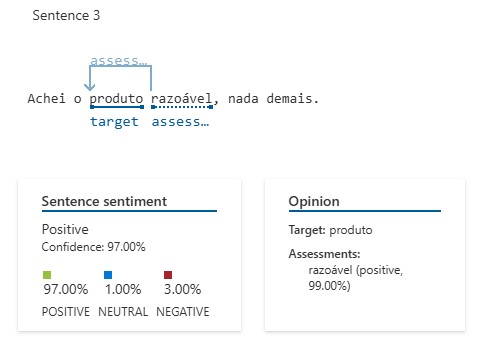 Sentence 3
assess...
Achei o produto razoável, nada demais.
target assess...
Sentence sentiment
Positive
Confidence: 97.00%
97.00% 1.00% 3.00%
POSITIVE NEUTRAL NEGATIVE
Opinion
Target: produto
Assessments:
razoável (positive,
99.00%)